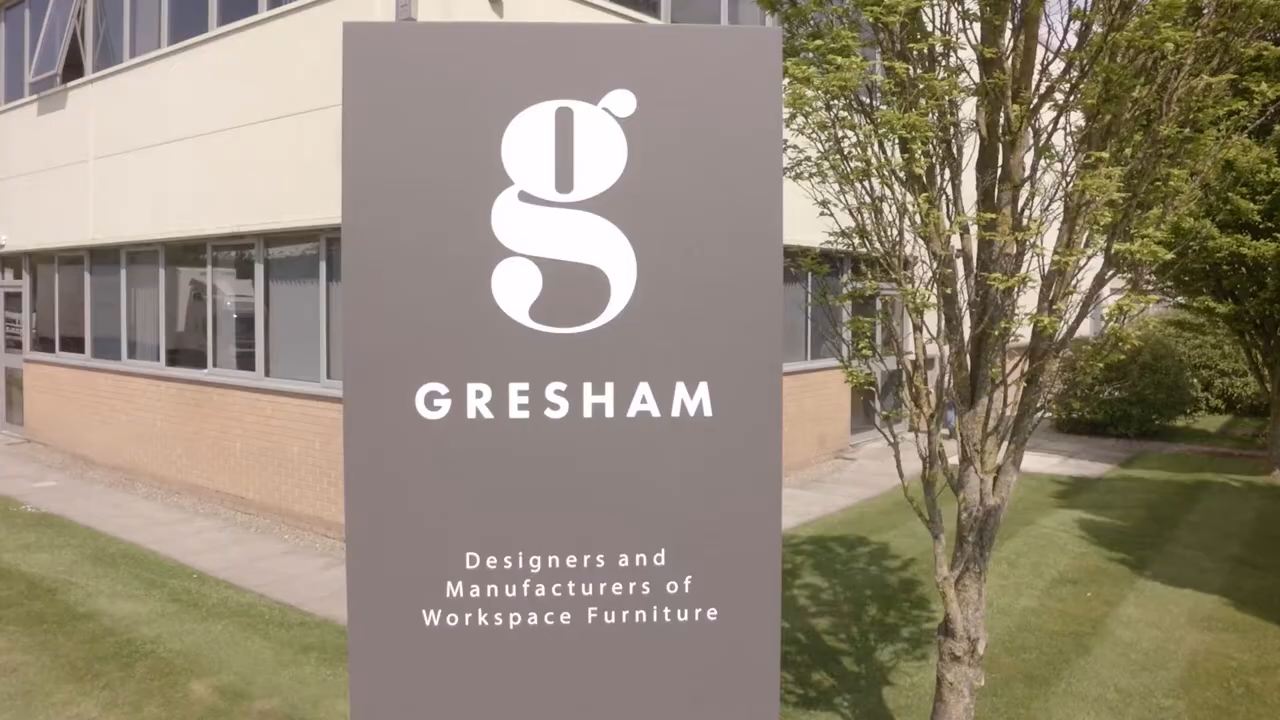 g
GRESHAM
Designers and
Manufacturers of
Workspace Furniture